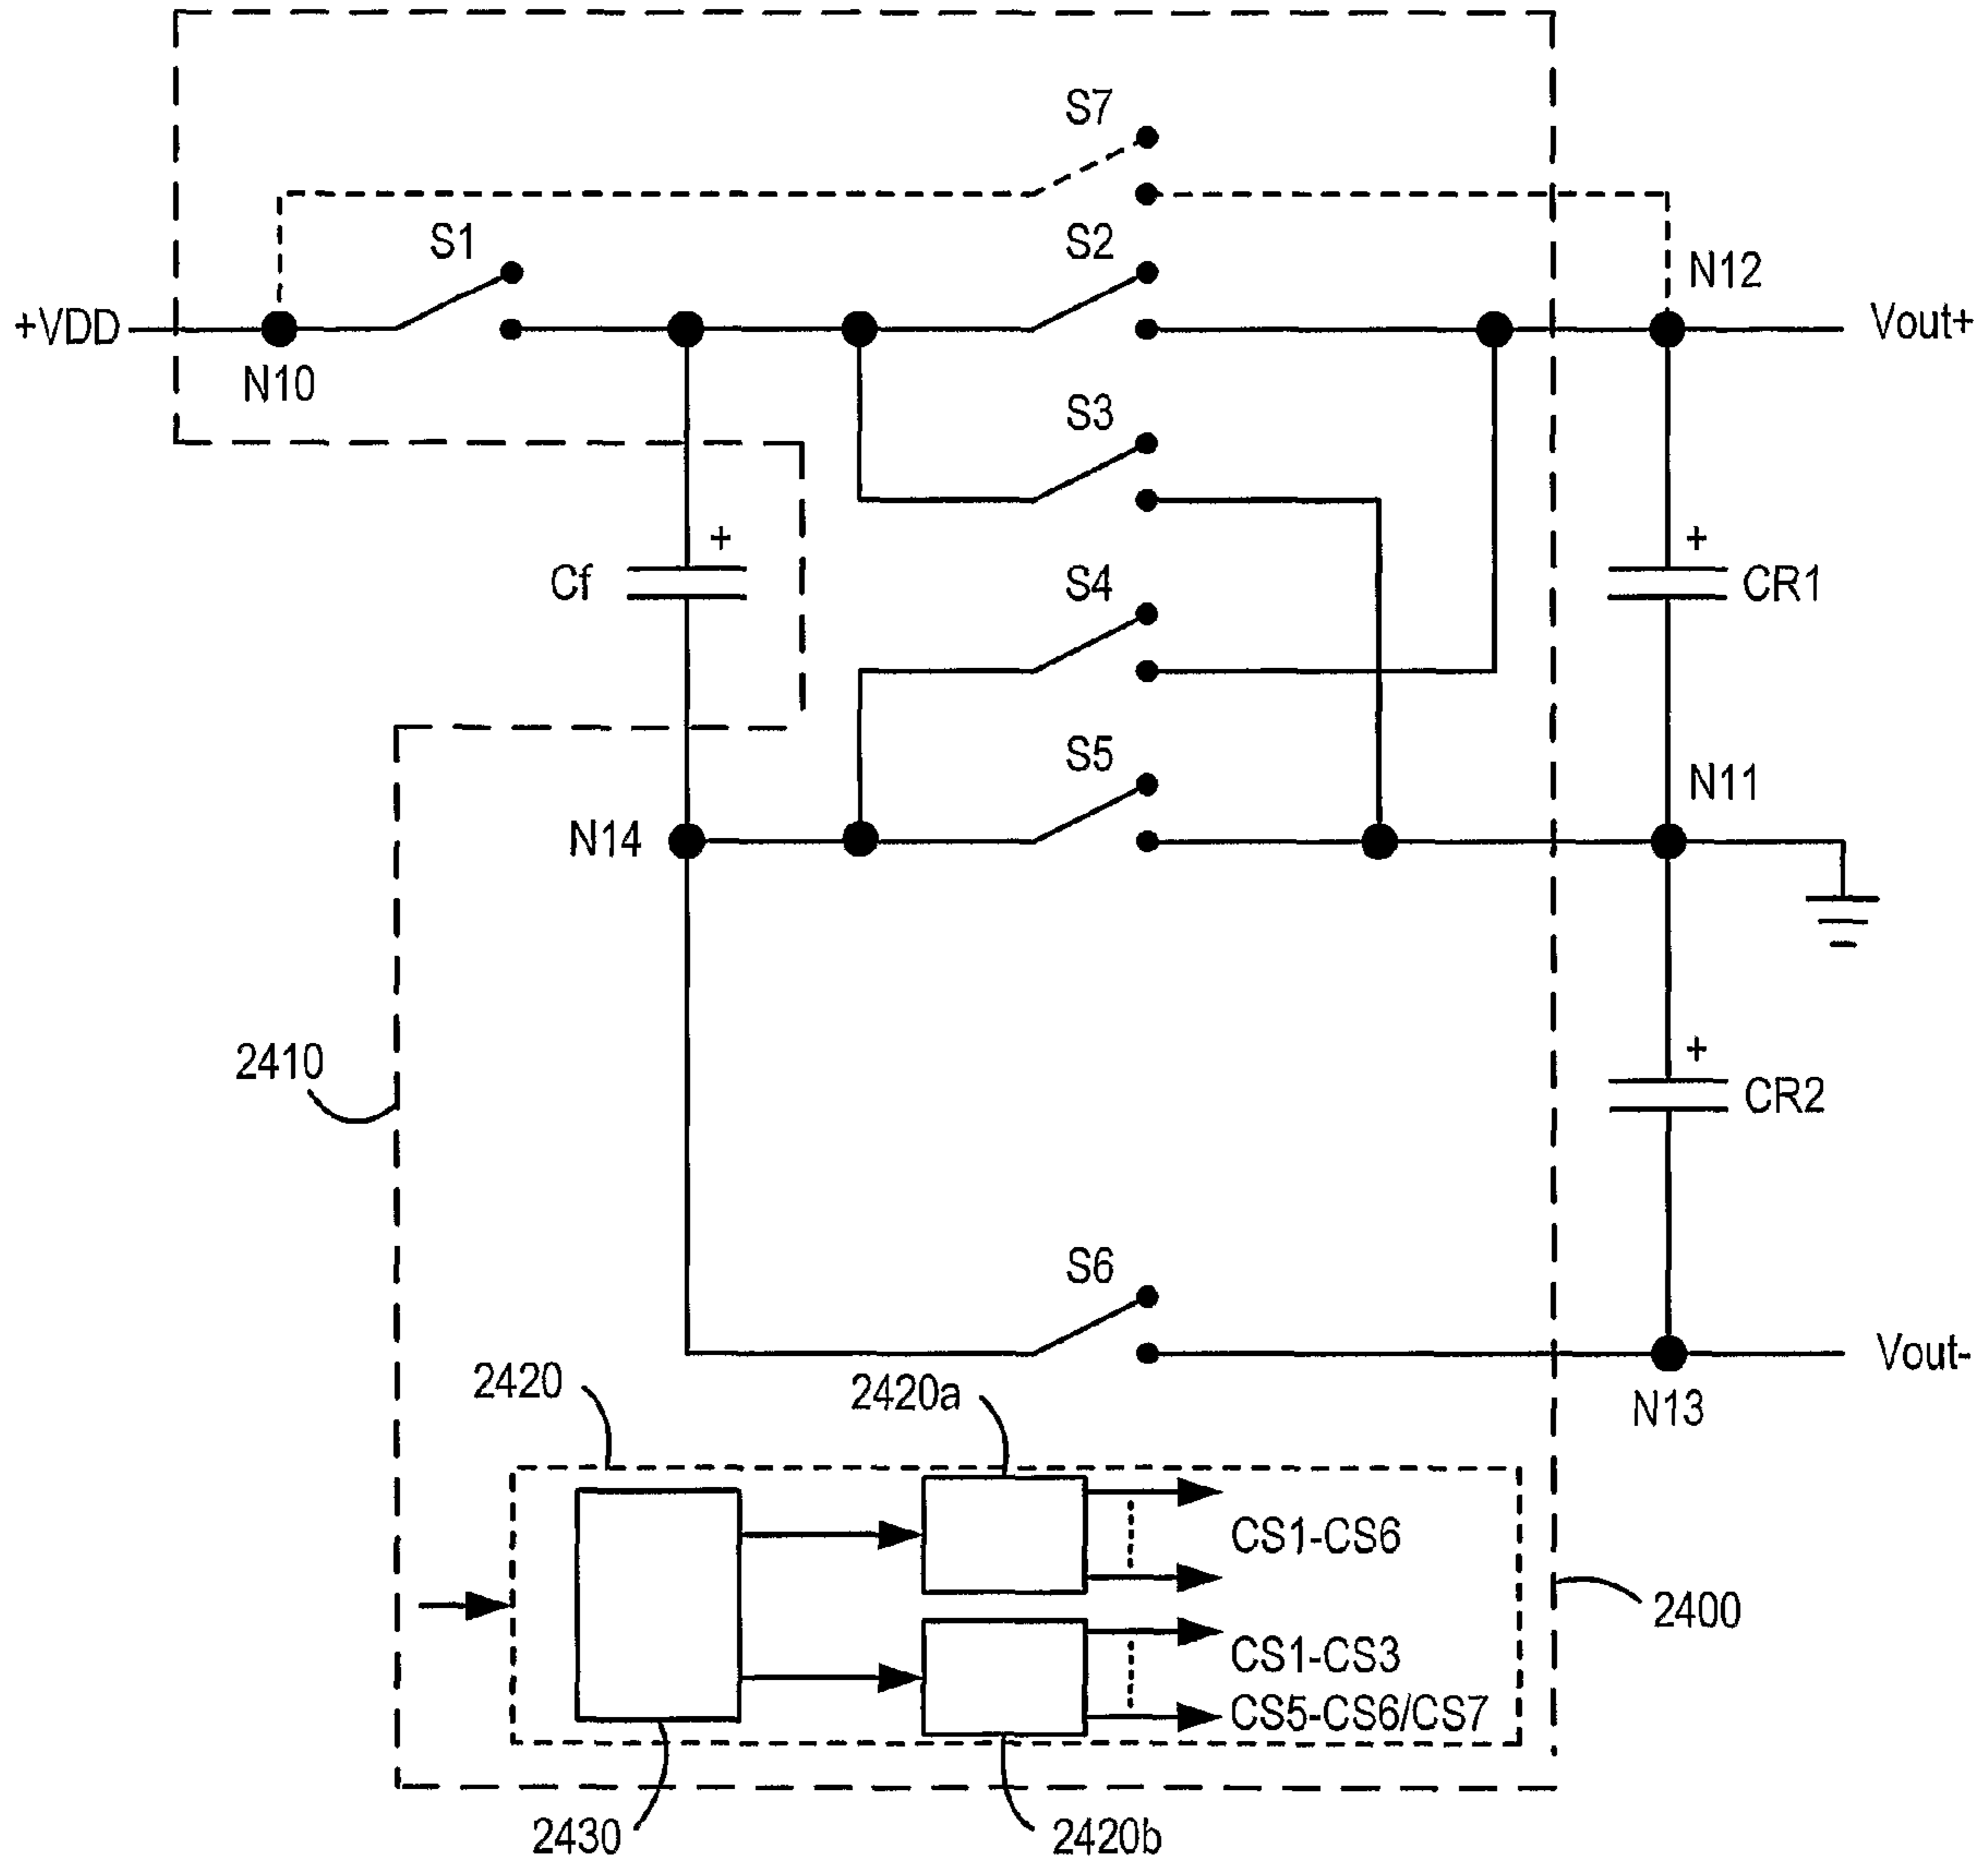 S7
S1
S2
N12
+VDD
Vout+
N10
S3
+
+
Cf
S4
CR1
S5
N11
N14
2410
+
CR2
S6
Vout-
2420
2420a
N13
CS1-CS6
2400
CS1-CS3
CS5-CS6/CS7
2430
2420b